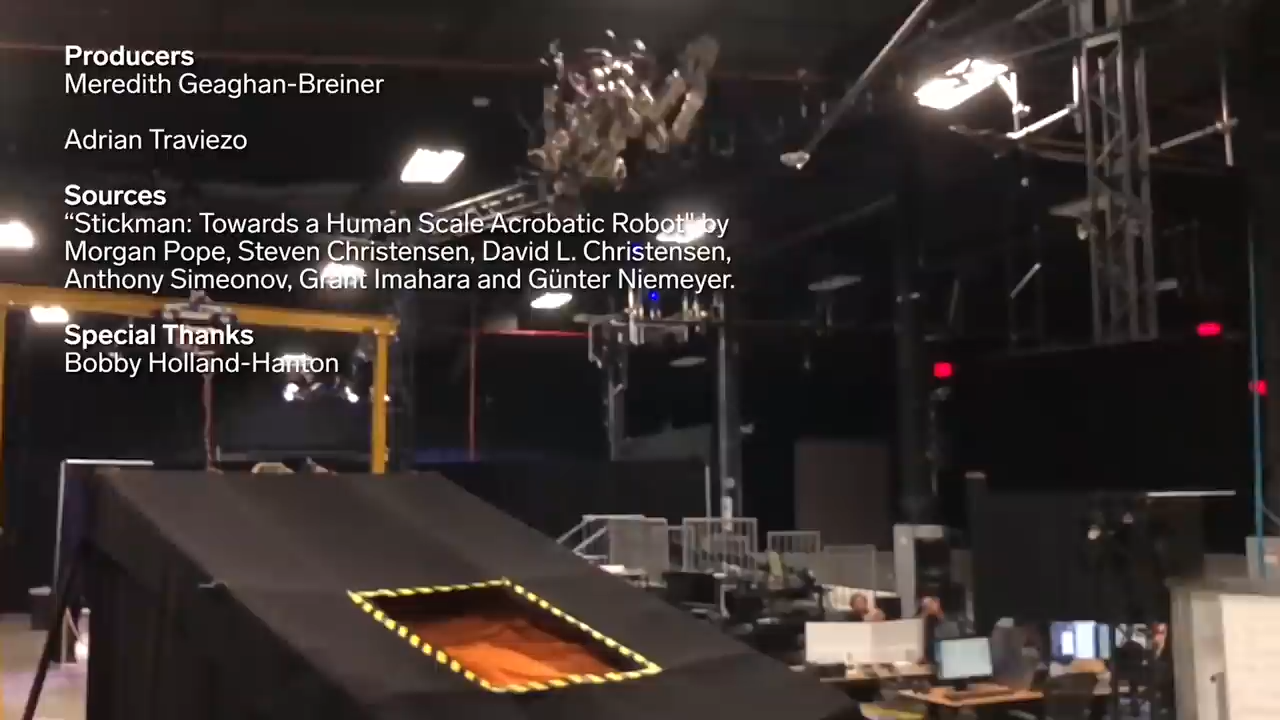 Producers
Meredith Geaghan-Breiner
Adrian Traviezo
Sources
“Stickman: Towards a Human Scale Acrobatic Robot" by
Morgan Pope, Steven Christensen, David L. Christensen,
Anthony Simeonov, Grant Imahara and Günter Niemeyer.
Special Thanks
Bobby Holland-Hanton